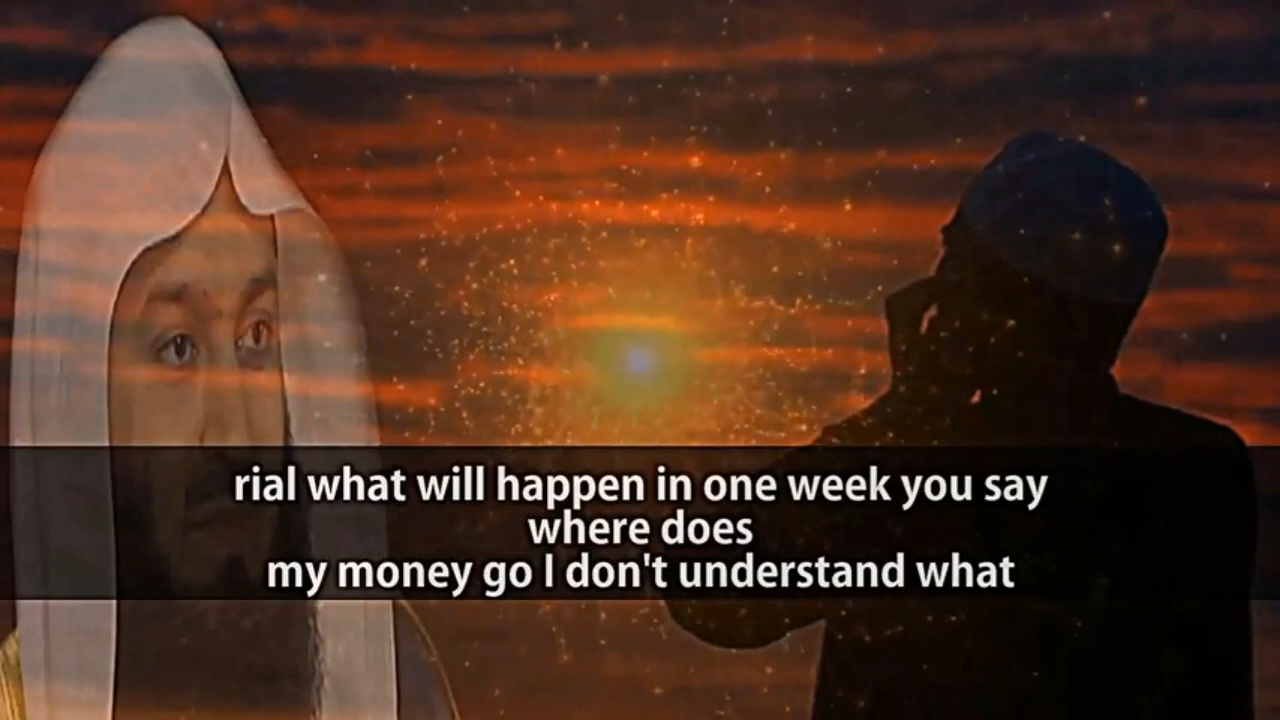 rial what will happen in one week you say
where does
my money go I don't understand what